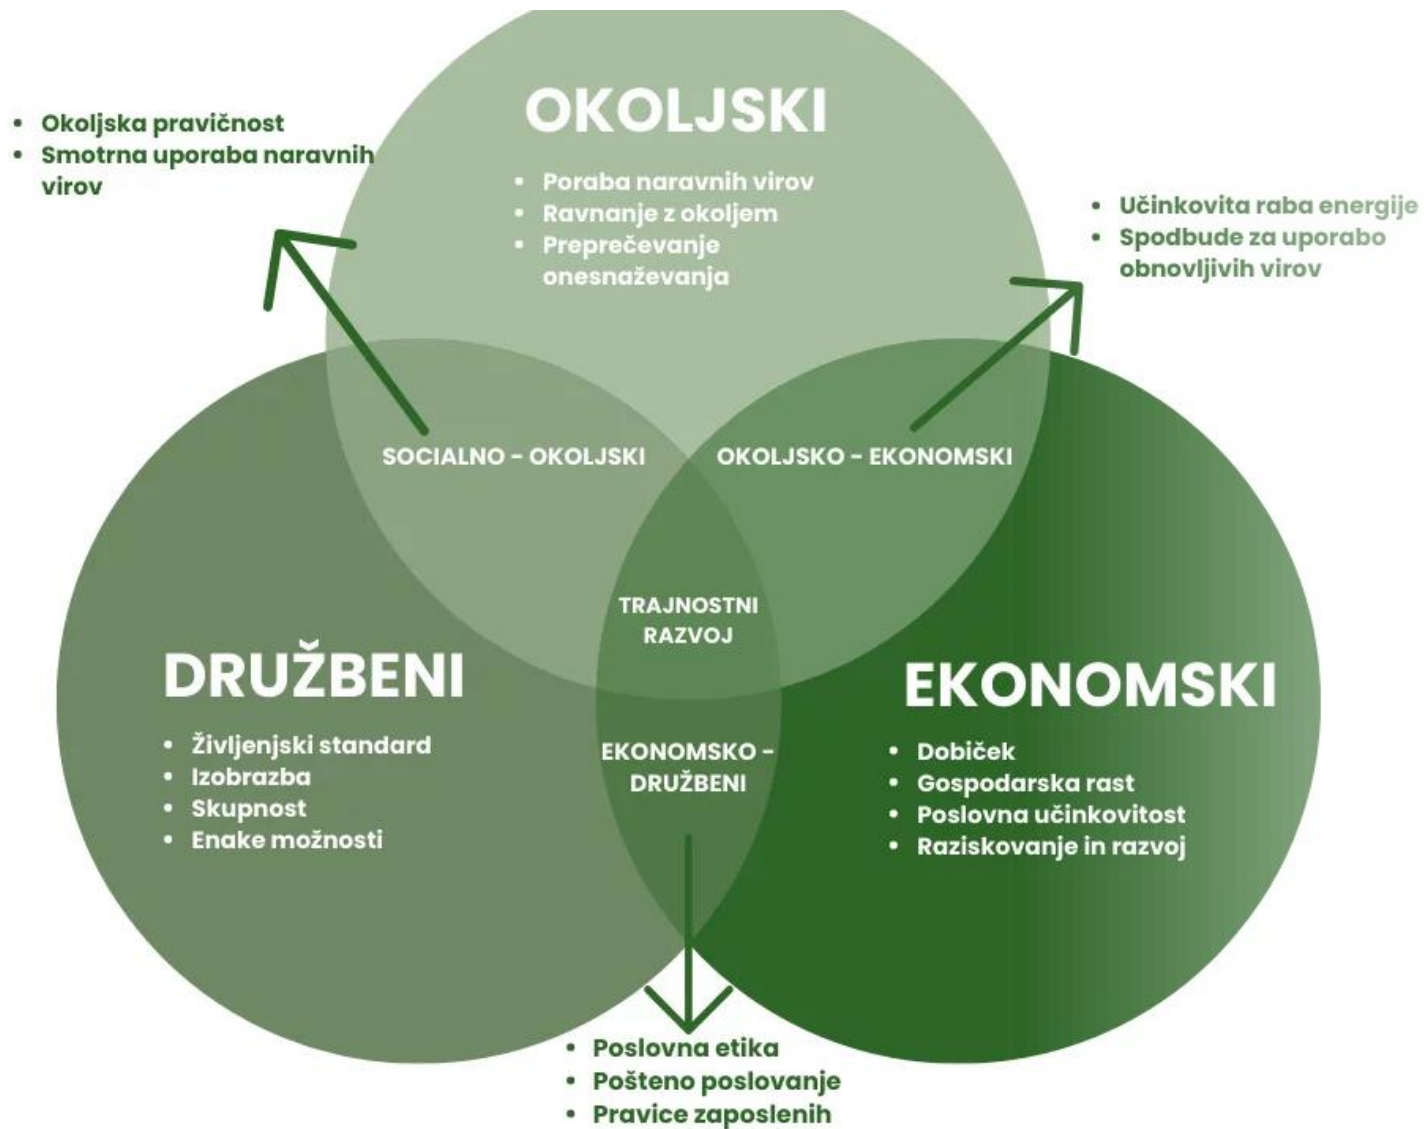 OKOLJSKI
• Poraba naravnih virov
• Ravnanje z okoljem
• Preprečevanje
onesnaževanja
• Okoljska pravičnost
• Smotrna uporaba naravnih
virov
• Učinkovita raba energije
• Spodbude za uporabo
obnovljivih virov
SOCIALNO - OKOLJSKI
OKOLJSKO - EKONOMSKI
TRAJNOSTNI
RAZVOJ
DRUŽBENI
• Življenjski standard
• Izobrazba
• Skupnost
• Enake možnosti
EKONOMSKO -
DRUŽBENI
EKONOMSKI
• Dobiček
• Gospodarska rast
• Poslovna učinkovitost
• Raziskovanje in razvoj
• Poslovna etika
• Pošteno poslovanje
• Pravice zaposlenih